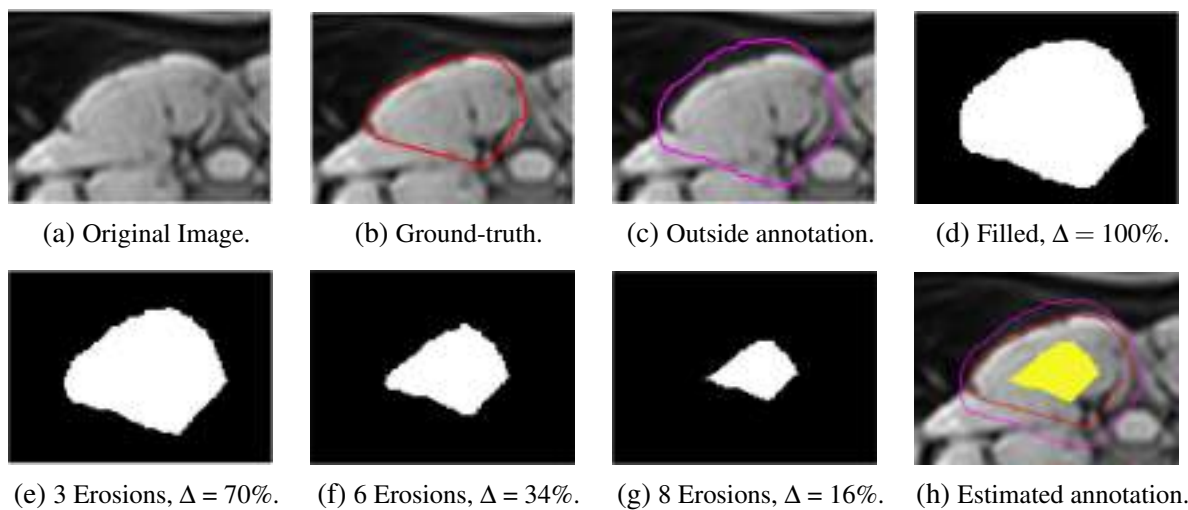 (a) Original Image.
(b) Ground-truth.
(c) Outside annotation.
(d) Filled, Δ = 100%.
(e) 3 Erosions, Δ = 70%.
(f) 6 Erosions, Δ = 34%.
(g) 8 Erosions, Δ = 16%.
(h) Estimated annotation.